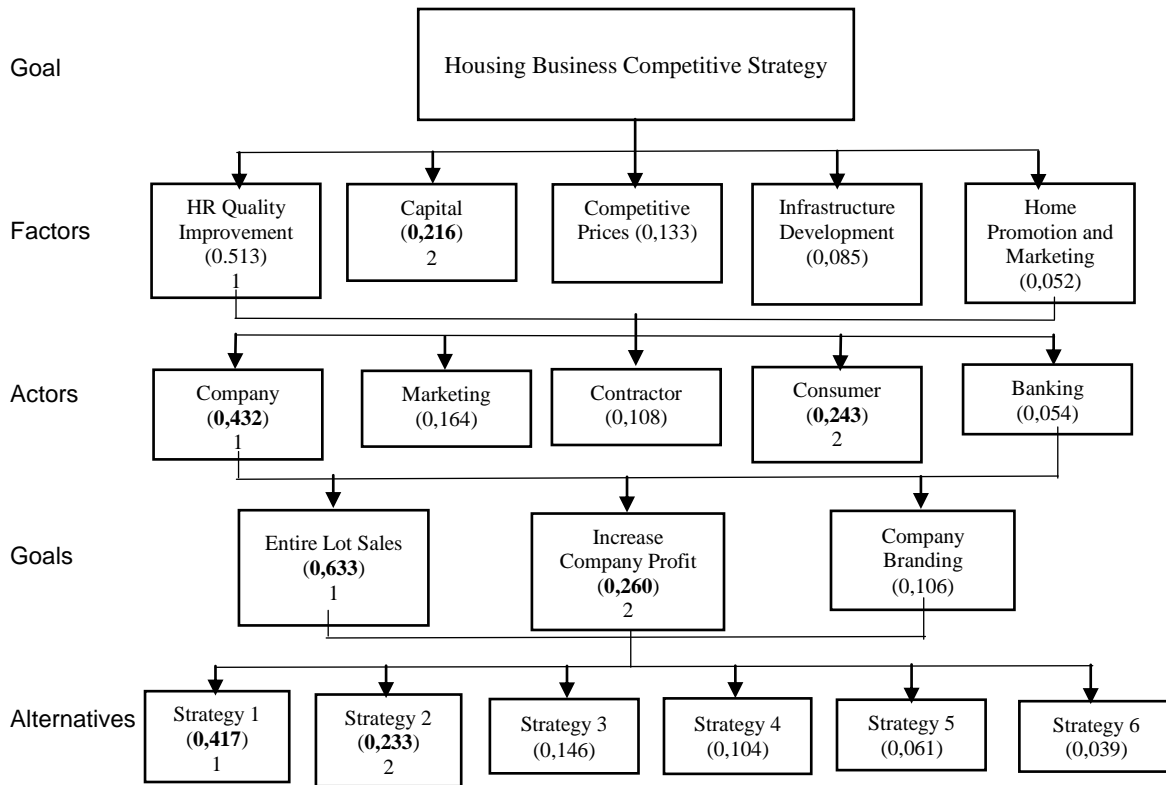 Goal
Housing Business Competitive Strategy
Factors
HR Quality
Improvement
(0.513)
1
Capital
(0,216)
2
Competitive
Prices (0,133)
Infrastructure
Development
(0,085)
Home
Promotion and
Marketing
(0,052)
Actors
Company
(0,432)
1
Marketing
(0,164)
Contractor
(0,108)
Consumer
(0,243)
2
Banking
(0,054)
Goals
Entire Lot Sales
(0,633)
1
Increase
Company Profit
(0,260)
2
Company
Branding
(0,106)
Alternatives
Strategy 1
(0,417)
1
Strategy 2
(0,233)
2
Strategy 3
(0,146)
Strategy 4
(0,104)
Strategy 5
(0,061)
Strategy 6
(0,039)